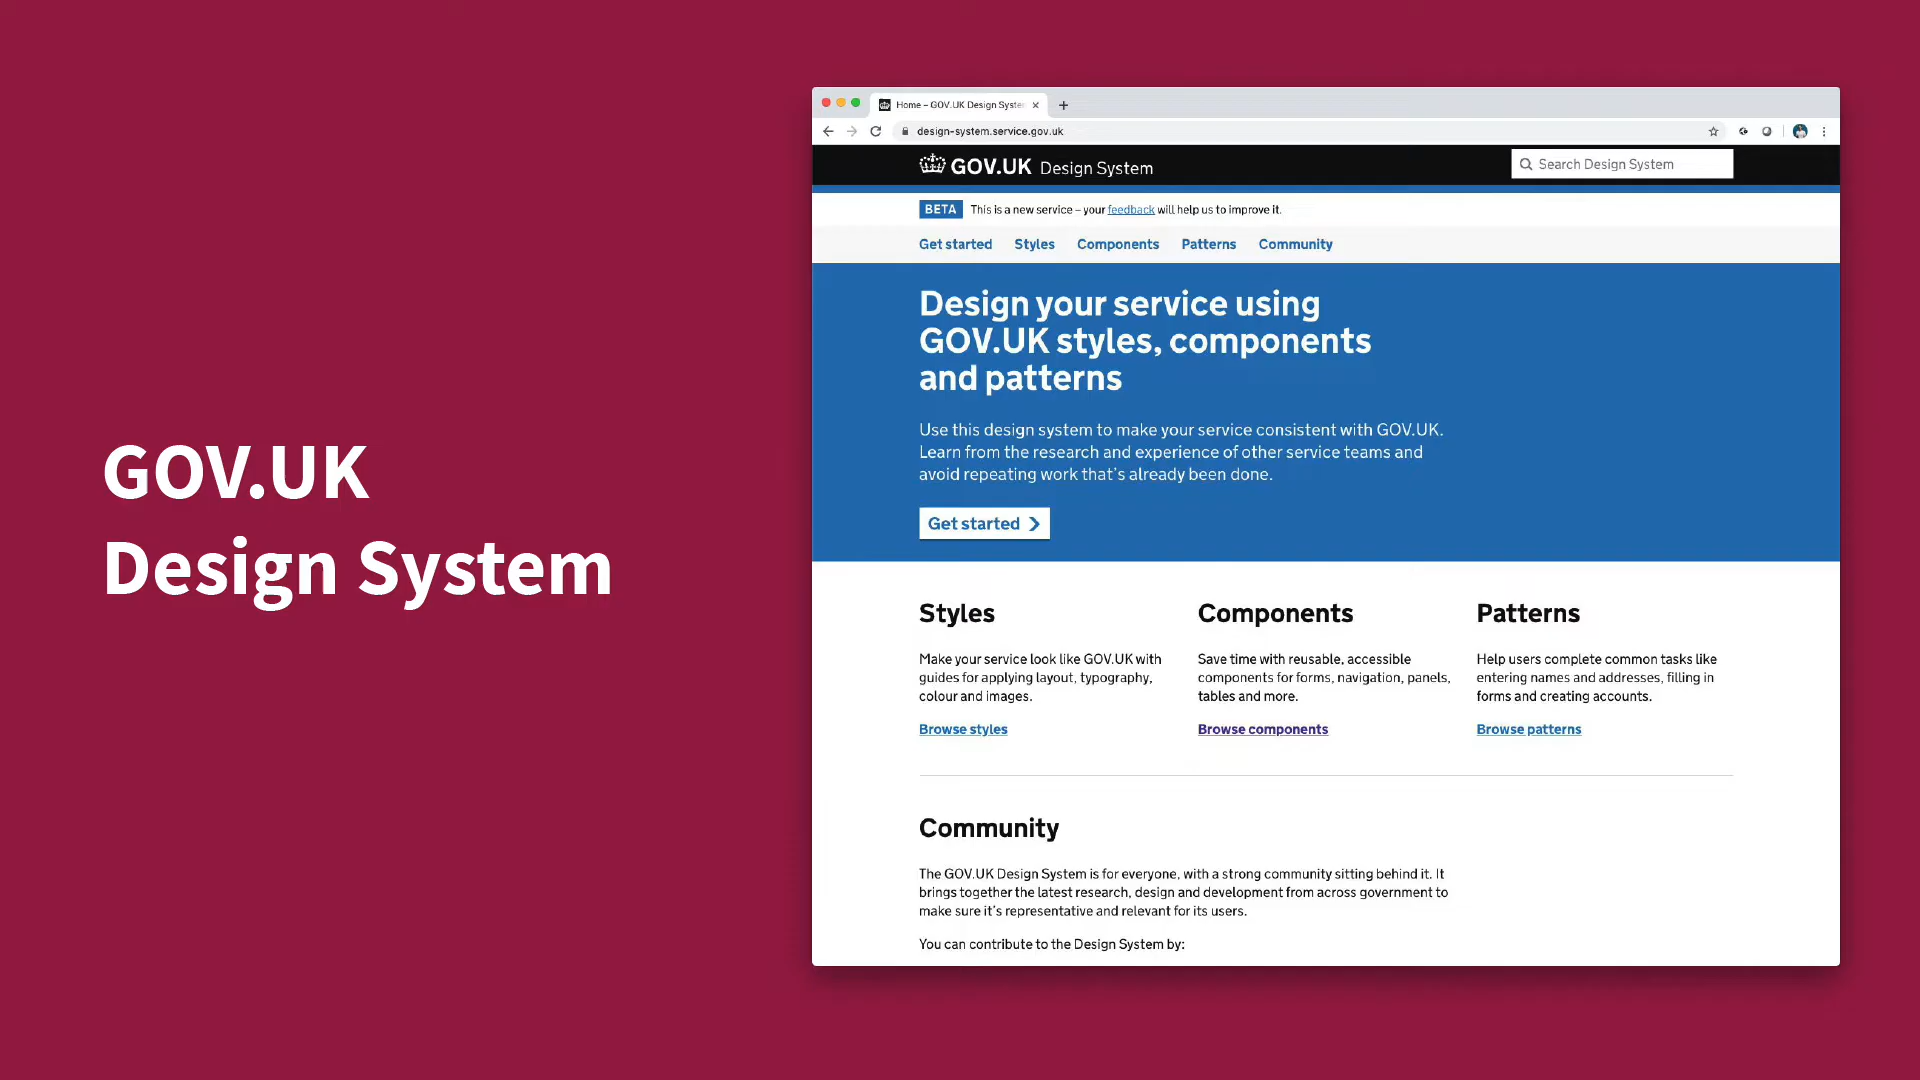 GOV.UK
Design System
Home – GOV.UK Design Syste
design-system.service.gov.uk
GOV.UK Design System
Search Design System
BETA This is a new service – your feedback will help us to improve it.
Get started Styles Components Patterns Community
Design your service using
GOV.UK styles, components
and patterns
Use this design system to make your service consistent with GOV.UK.
Learn from the research and experience of other service teams and
avoid repeating work that's already been done.
Get started
Styles
Make your service look like GOV.UK with
guides for applying layout, typography,
colour and images.
Browse styles
Components
Save time with reusable, accessible
components for forms, navigation, panels,
tables and more.
Browse components
Patterns
Help users complete common tasks like
entering names and addresses, filling in
forms and creating accounts.
Browse patterns
Community
The GOV.UK Design System is for everyone, with a strong community sitting behind it. It
brings together the latest research, design and development from across government to
make sure it's representative and relevant for its users.
You can contribute to the Design System by: